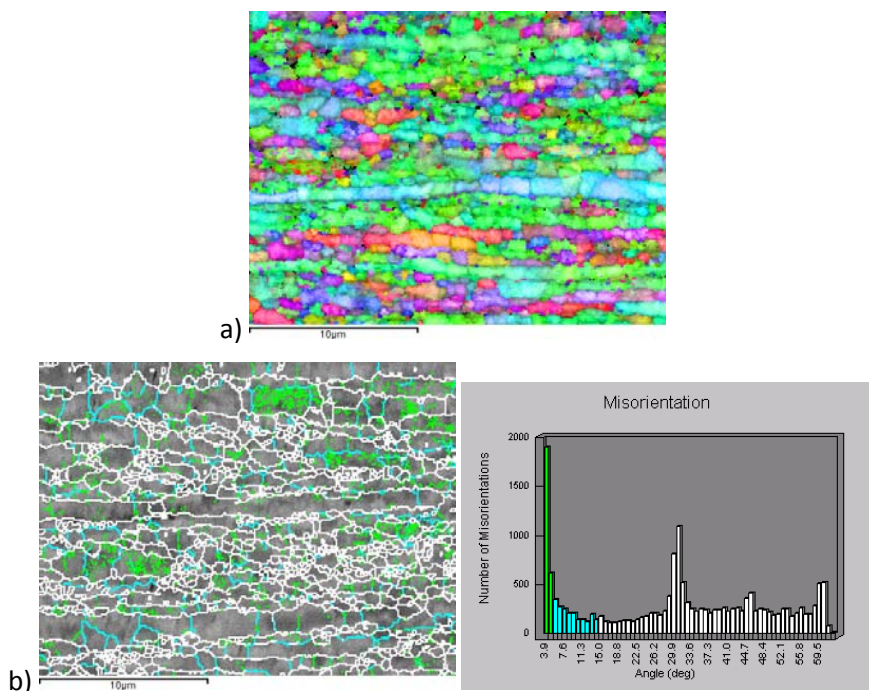 a)
10µm
b)
10µm
Misorientation
Number of Misorientations
2000
1500
1000
500
0
3.9 7.6 11.3 15.0 18.8 22.5 26.2 29.9 33.6 37.3 41.0 44.7 48.4 52.1 55.8 59.5
Angle (deg)